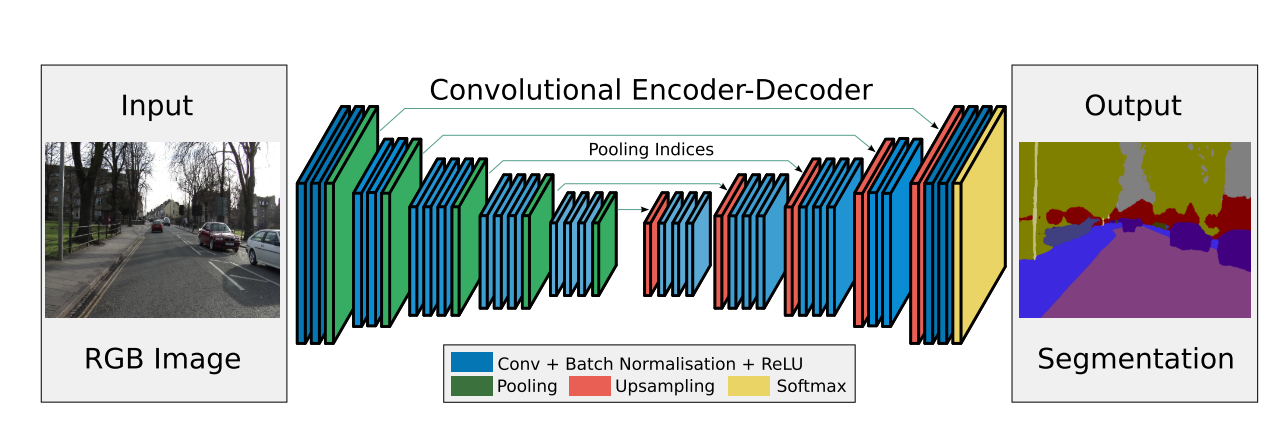 Input
RGB Image
Convolutional Encoder-Decoder
Pooling Indices
Conv + Batch Normalisation + ReLU
Pooling Upsampling Softmax
Output
Segmentation